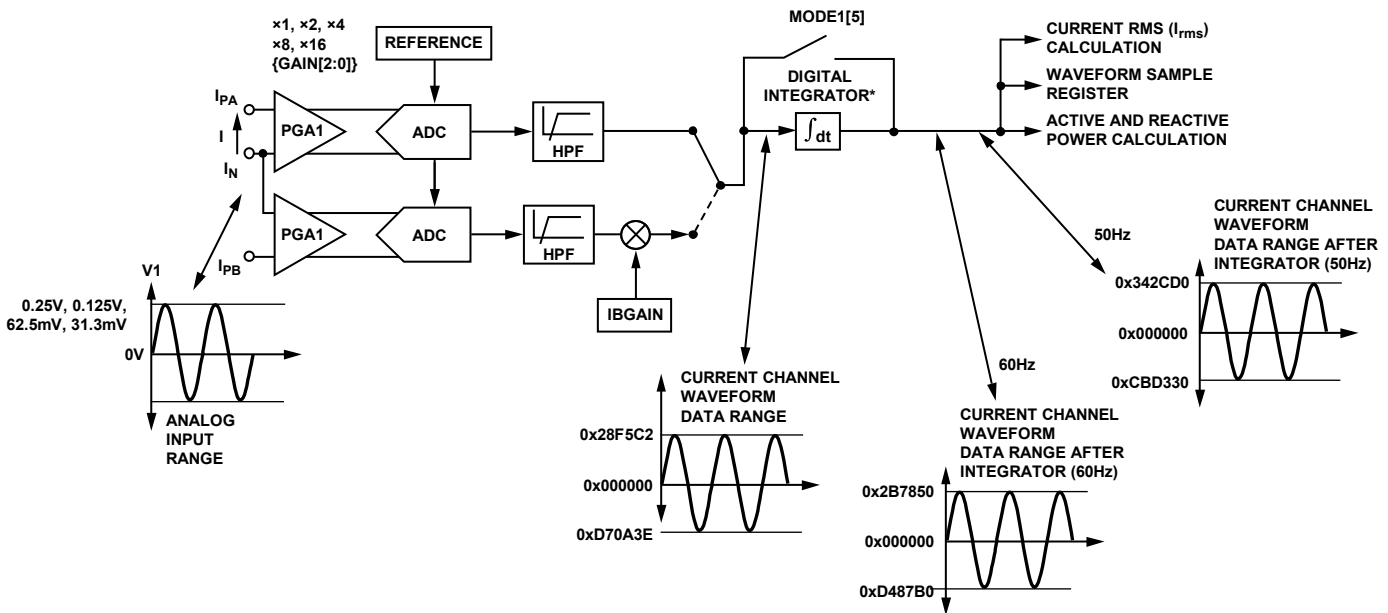 ×1, ×2, ×4
×8, ×16
{GAIN[2:0]}
REFERENCE
MODE1[5]
CURRENT RMS (Irms)
CALCULATION
WAVEFORM SAMPLE
REGISTER
ACTIVE AND REACTIVE
POWER CALCULATION
DIGITAL
INTEGRATOR*
∫dt
IPA
I
IN
PGA1
ADC
HPF
PGA1
ADC
HPF
IPB
IBGAIN
V1
0.25V, 0.125V,
62.5mV, 31.3mV
0V
ANALOG
INPUT
RANGE
CURRENT CHANNEL
WAVEFORM
DATA RANGE
0x28F5C2
0x000000
0xD70A3E
60Hz
CURRENT CHANNEL
WAVEFORM
DATA RANGE AFTER
INTEGRATOR (60Hz)
0x2B7850
0x000000
0xD487B0
50Hz
CURRENT CHANNEL
WAVEFORM
DATA RANGE AFTER
INTEGRATOR (50Hz)
0x342CD0
0x000000
0xCBD330